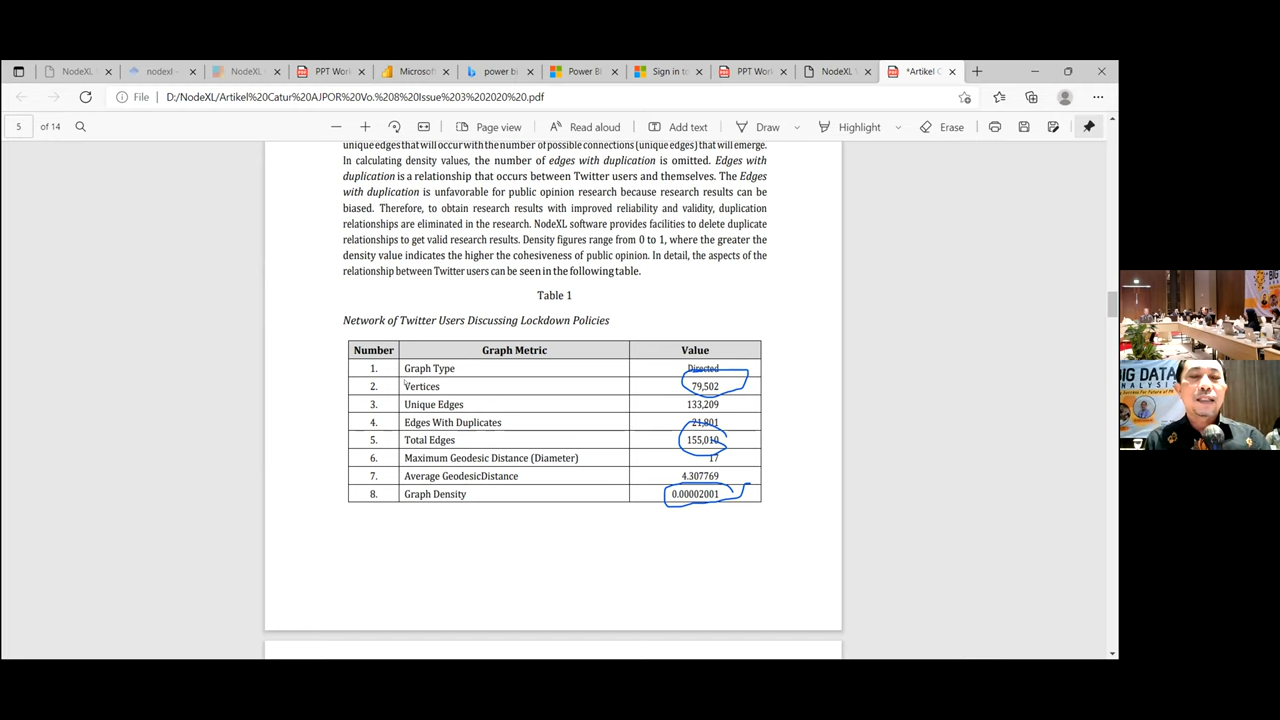 NodeXL
nodexl -
NodeXL
PPT Work
Microsof
power bi
Power BI
Sign in to
PPT Work
NodeXL
*Artikel C
File
D:/NodeXL/Artikel%20Catur%20AJPOR%20Vo.%208%20Issue%203%202020%20.pdf
5 of 14
Page view
Read aloud
Add text
Draw
Highlight
Erase
unique edges that will occur with the number of possible connections (unique edges) that will emerge.
In calculating density values, the number of edges with duplication is omitted. Edges with
duplication is a relationship that occurs between Twitter users and themselves. The Edges
with duplication is unfavorable for public opinion research because research results can be
biased. Therefore, to obtain research results with improved reliability and validity, duplication
relationships are eliminated in the research. NodeXL software provides facilities to delete duplicate
relationships to get valid research results. Density figures range from 0 to 1, where the greater the
density value indicates the higher the cohesiveness of public opinion. In detail, the aspects of the
relationship between Twitter users can be seen in the following table.
Table 1
Network of Twitter Users Discussing Lockdown Policies
Number Graph Metric Value
1. Graph Type Directed
2. Vertices 79,502
3. Unique Edges 133,209
4. Edges With Duplicates 21,801
5. Total Edges 155,010
6. Maximum Geodesic Distance (Diameter) 17
7. Average GeodesicDistance 4.307769
8. Graph Density 0.00002001
BIG DATA